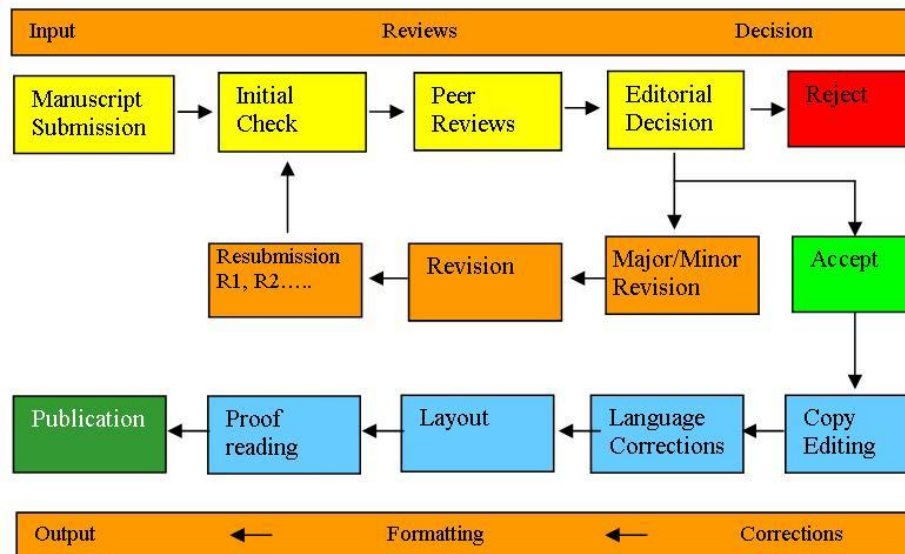 Input Reviews Decision
Manuscript
Submission
Initial
Check
Peer
Reviews
Editorial
Decision
Reject
Resubmission
R1, R2.....
Revision
Major/Minor
Revision
Accept
Publication
Proof
reading
Layout
Language
Corrections
Copy
Editing
Output Formatting Corrections